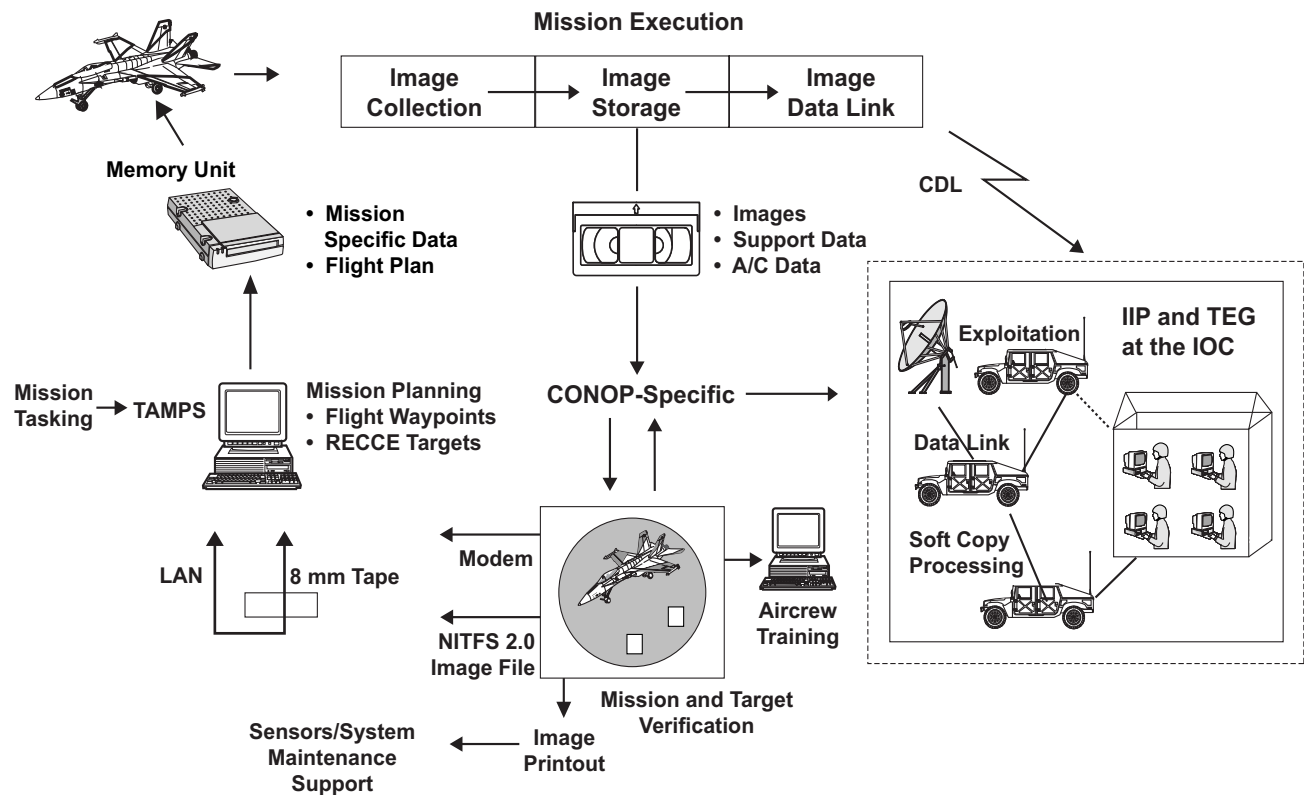 Mission Execution
Image
Collection
Image
Storage
Image
Data Link
Memory Unit
• Mission
Specific Data
• Flight Plan
• Images
• Support Data
• A/C Data
CDL
IIP and TEG
at the IOC
Exploitation
Data Link
Soft Copy
Processing
Mission
Tasking
TAMPS
Mission Planning
• Flight Waypoints
• RECCE Targets
CONOP-Specific
LAN
8 mm Tape
Modem
NITFS 2.0
Image File
Aircrew
Training
Mission and Target
Verification
Image
Printout
Sensors/System
Maintenance
Support